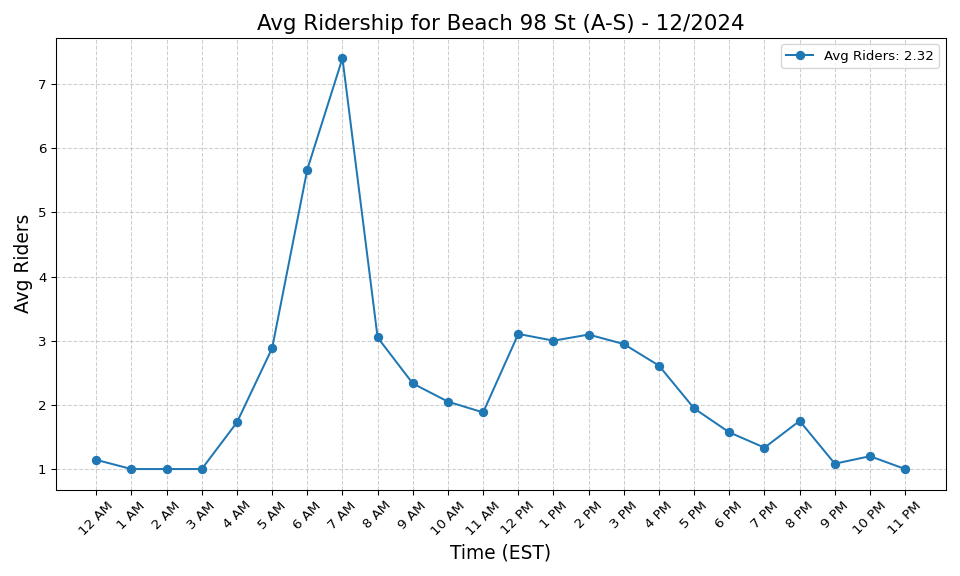 Avg Ridership for Beach 98 St (A-S) - 12/2024
Avg Riders: 2.32
Avg Riders
7
6
5
4
3
2
1
12 AM
1 AM
2 AM
3 AM
4 AM
5 AM
6 AM
7 AM
8 AM
9 AM
10 AM
11 AM
12 PM
1 PM
2 PM
3 PM
4 PM
5 PM
6 PM
7 PM
8 PM
9 PM
10 PM
11 PM
Time (EST)